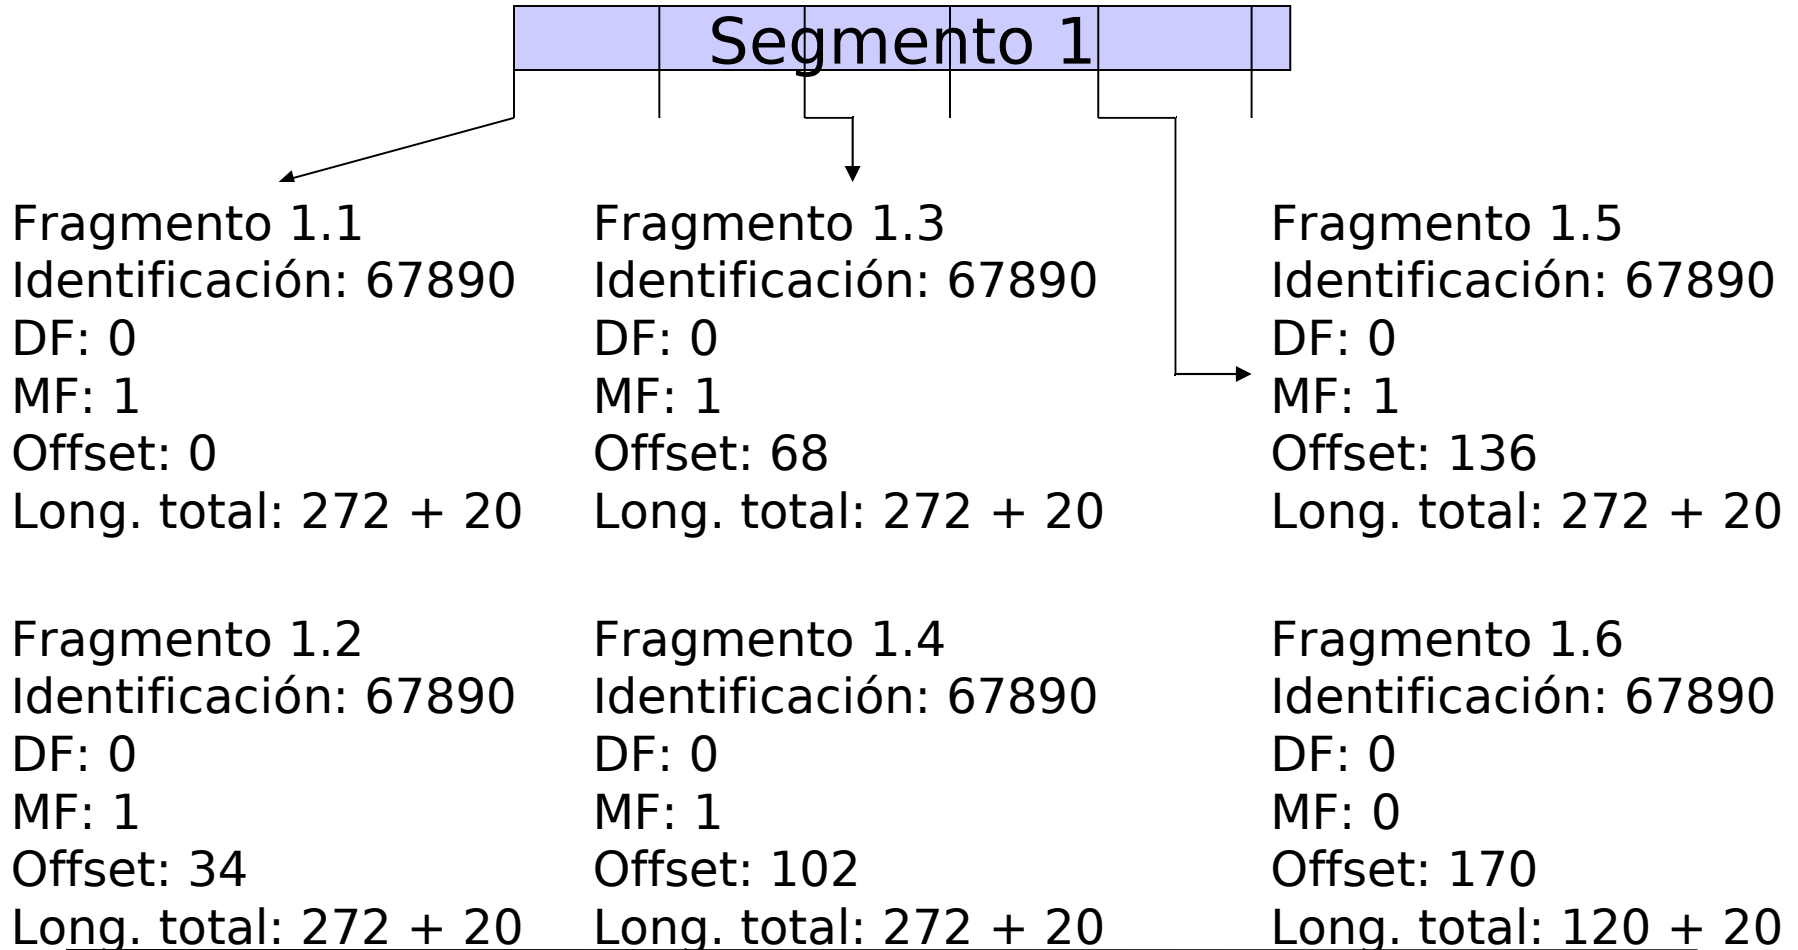 Segmento 1
Fragmento 1.1
Identificación: 67890
DF: 0
MF: 1
Offset: 0
Long. total: 272 + 20
Fragmento 1.3
Identificación: 67890
DF: 0
MF: 1
Offset: 68
Long. total: 272 + 20
Fragmento 1.5
Identificación: 67890
DF: 0
MF: 1
Offset: 136
Long. total: 272 + 20
Fragmento 1.2
Identificación: 67890
DF: 0
MF: 1
Offset: 34
Long. total: 272 + 20
Fragmento 1.4
Identificación: 67890
DF: 0
MF: 1
Offset: 102
Long. total: 272 + 20
Fragmento 1.6
Identificación: 67890
DF: 0
MF: 0
Offset: 170
Long. total: 120 + 20